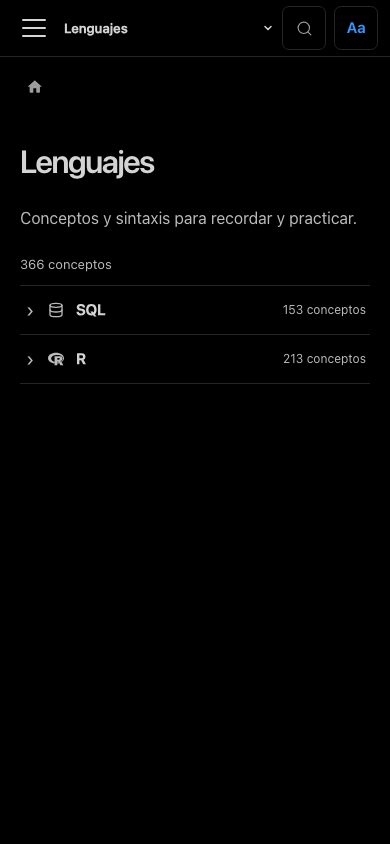 Lenguajes
Aa
Lenguajes
Conceptos y sintaxis para recordar y practicar.
366 conceptos
SQL 153 conceptos
R R 213 conceptos